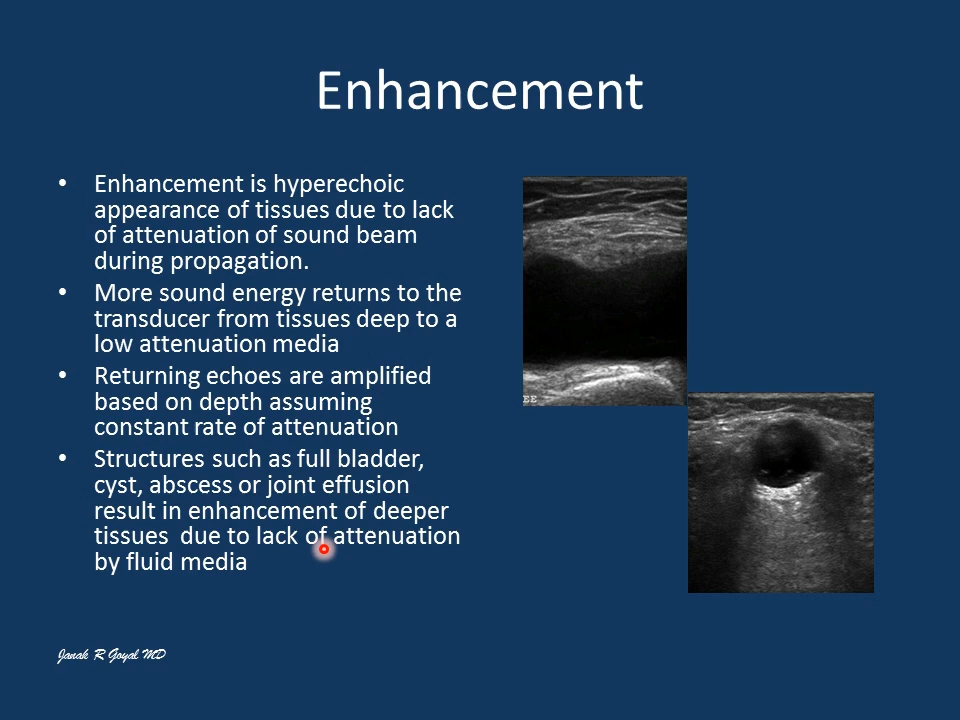 Enhancement
• Enhancement is hyperechoic
appearance of tissues due to lack
of attenuation of sound beam
during propagation.
• More sound energy returns to the
transducer from tissues deep to a
low attenuation media
• Returning echoes are amplified
based on depth assuming
constant rate of attenuation
• Structures such as full bladder,
cyst, abscess or joint effusion
result in enhancement of deeper
tissues due to lack of attenuation
by fluid media
EE
Janak R Goyal MD